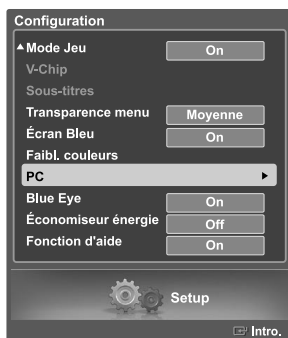 Configuration
Mode Jeu On
V-Chip
Sous-titres
Transparence menu Moyenne
Écran Bleu On
Faibl. couleurs
PC
Blue Eye On
Économiseur énergie Off
Fonction d'aide On
Setup
Intro.